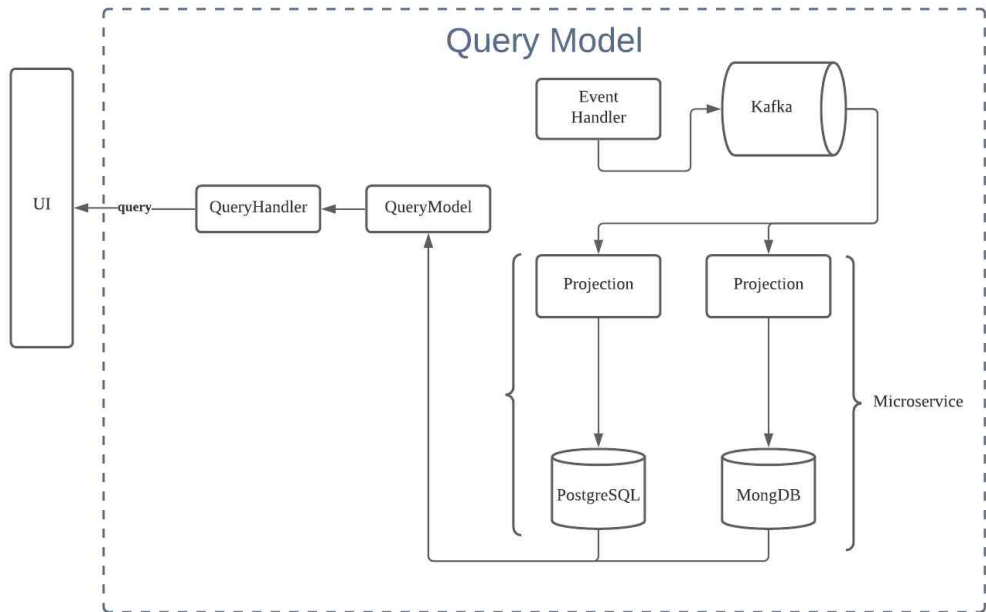 Query Model
Event
Handler
Kafka
UI
query
QueryHandler
QueryModel
Projection
Projection
Microservice
PostgreSQL
MongDB